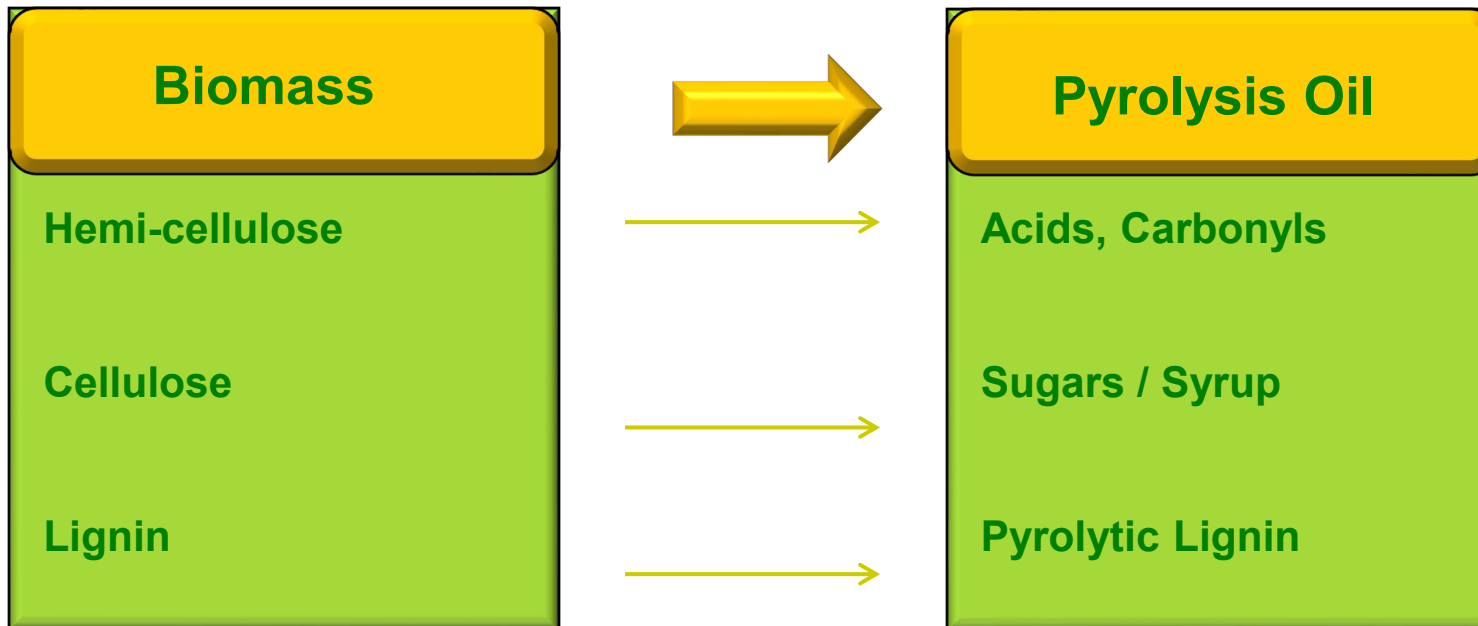 Biomass
Pyrolysis Oil
Hemi-cellulose
Acids, Carbonyls
Cellulose
Sugars / Syrup
Lignin
Pyrolytic Lignin